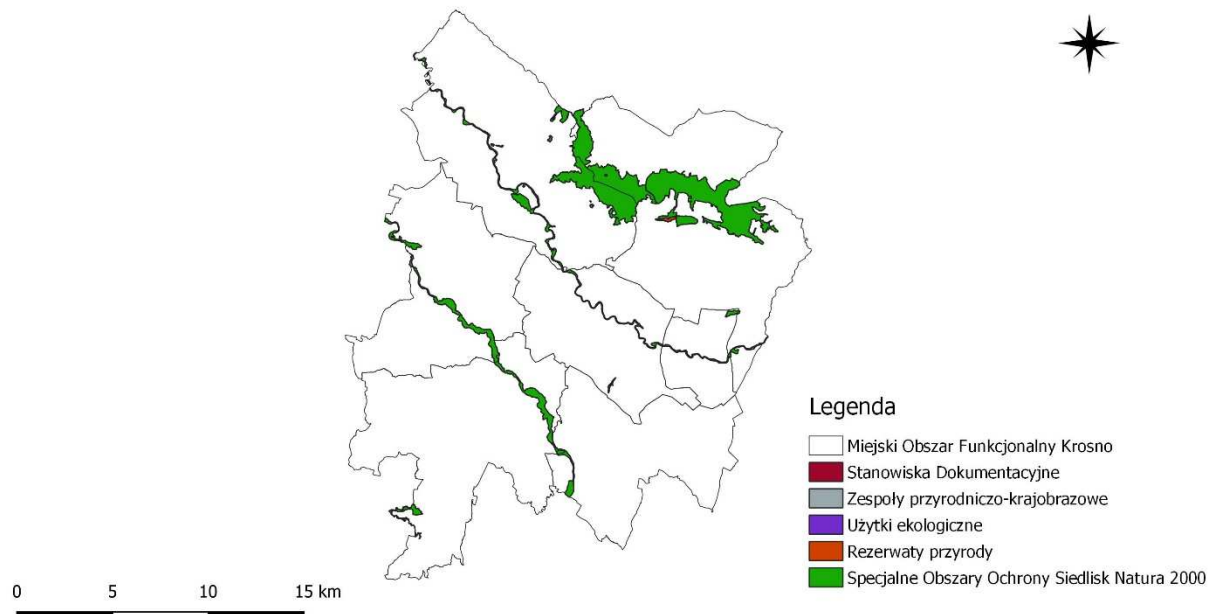 Legenda
Miejski Obszar Funkcjonalny Krosno
Stanowiska Dokumentacyjne
Zespoły przyrodniczo-krajobrazowe
Użytki ekologiczne
Rezerwaty przyrody
Specjalne Obszary Ochrony Siedlisk Natura 2000
0 5 10 15 km